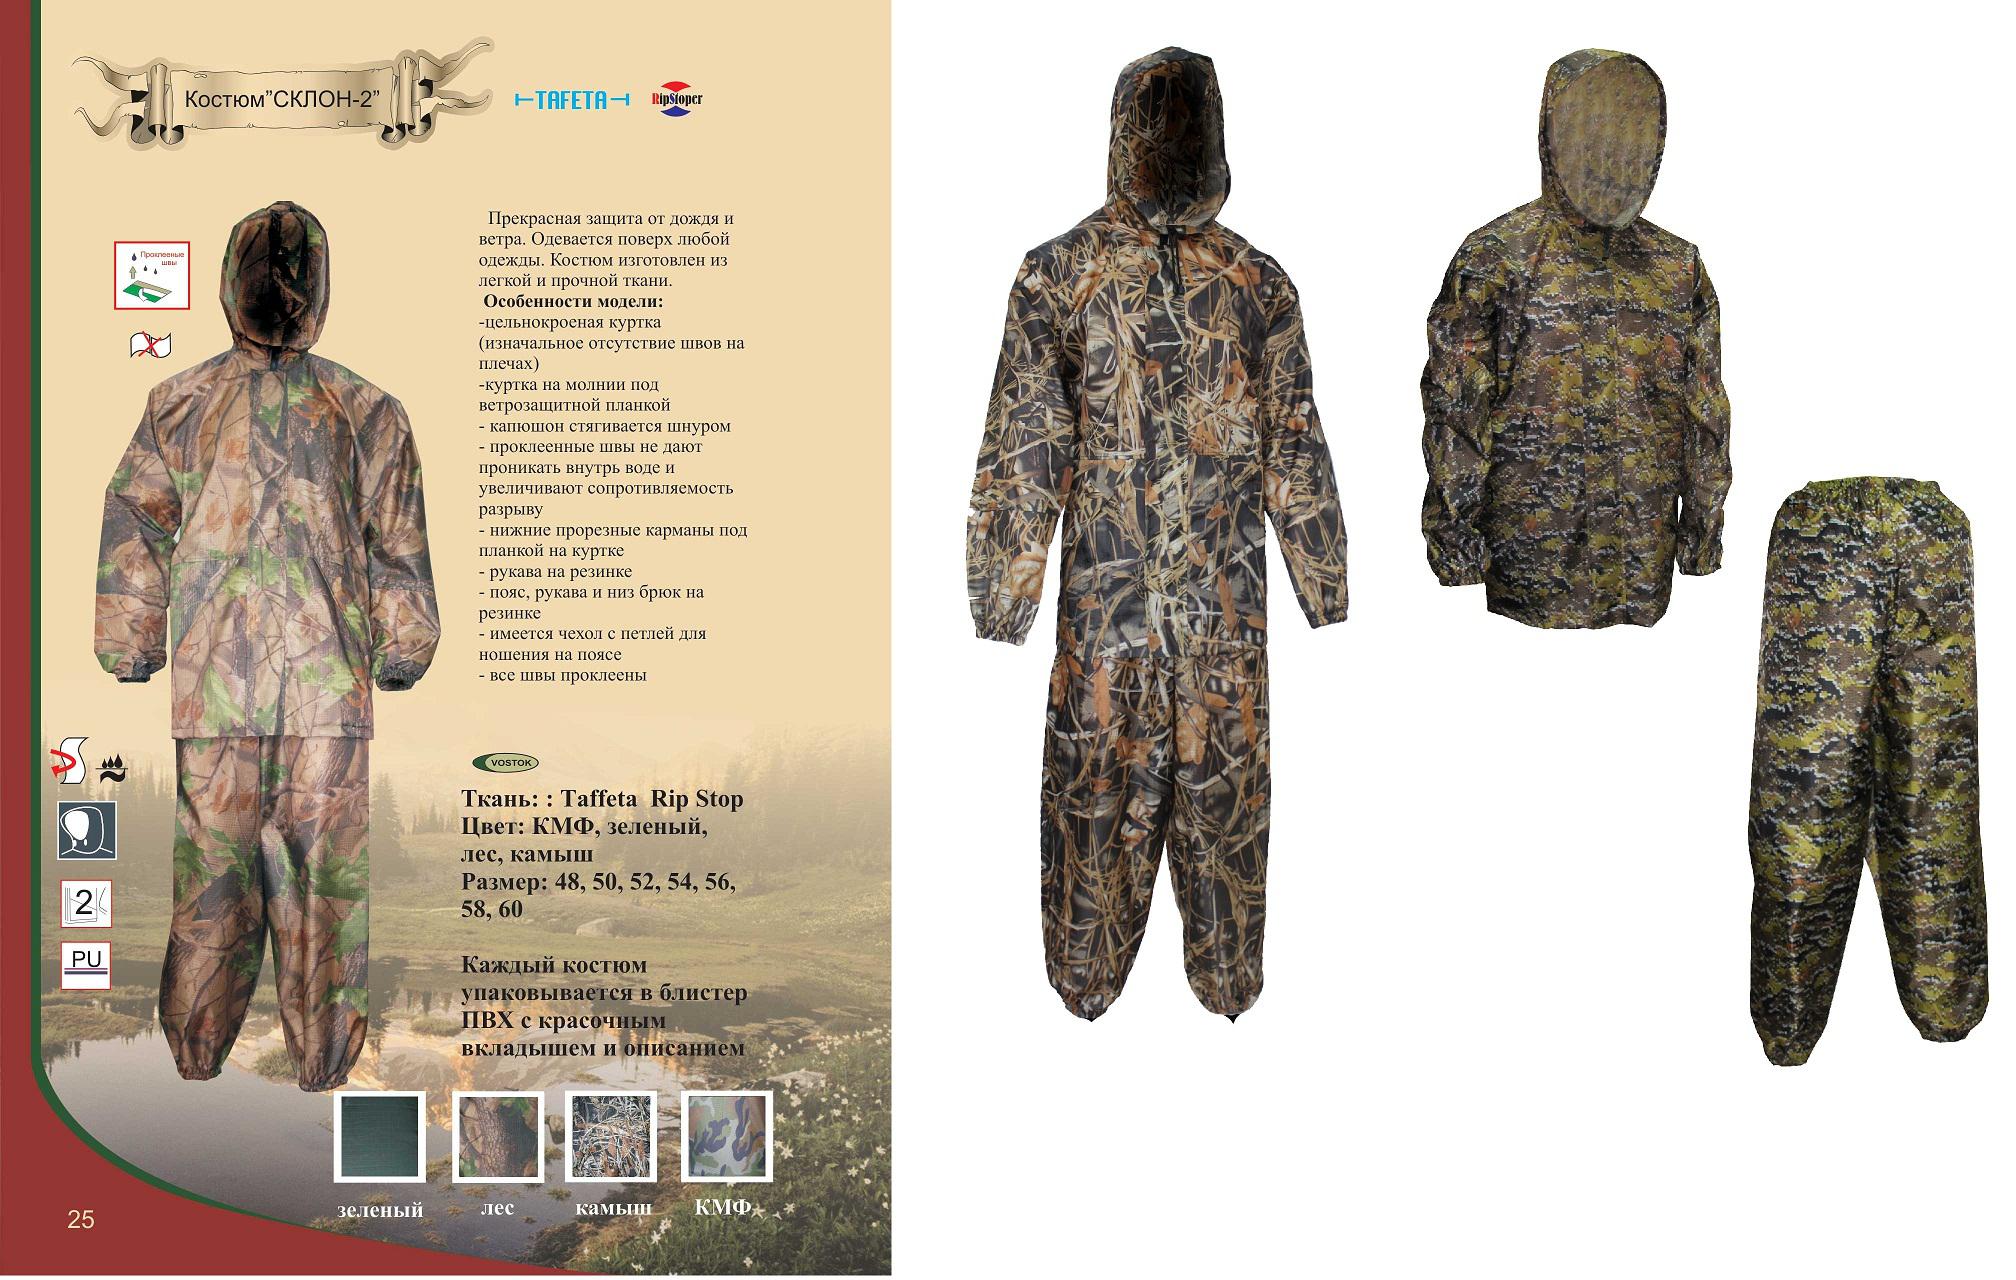 Костюм"СКЛОН-2"
TAFETA
RipStoper
Проклееные
швы
Прекрасная защита от дождя и
ветра. Одевается поверх любой
одежды. Костюм изготовлен из
легкой и прочной ткани.
Особенности модели:
-цельнокроеная куртка
(изначальное отсутствие швов на
плечах)
-куртка на молнии под
ветрозащитной планкой
- капюшон стягивается шнуром
- проклеенные швы не дают
проникать внутрь воде и
увеличивают сопротивляемость
разрыву
- нижние прорезные карманы под
планкой на куртке
- рукава на резинке
- пояс, рукава и низ брюк на
резинке
- имеется чехол с петлей для
ношения на поясе
- все швы проклеены
VOSTOK
Ткань: : Taffeta Rip Stop
Цвет: КМФ, зеленый,
лес, камыш
Размер: 48, 50, 52, 54, 56,
58, 60
2
PU
Каждый костюм
упаковывается в блистер
ПВХ с красочным
вкладышем и описанием
зеленый
лес
камыш
КМФ
25